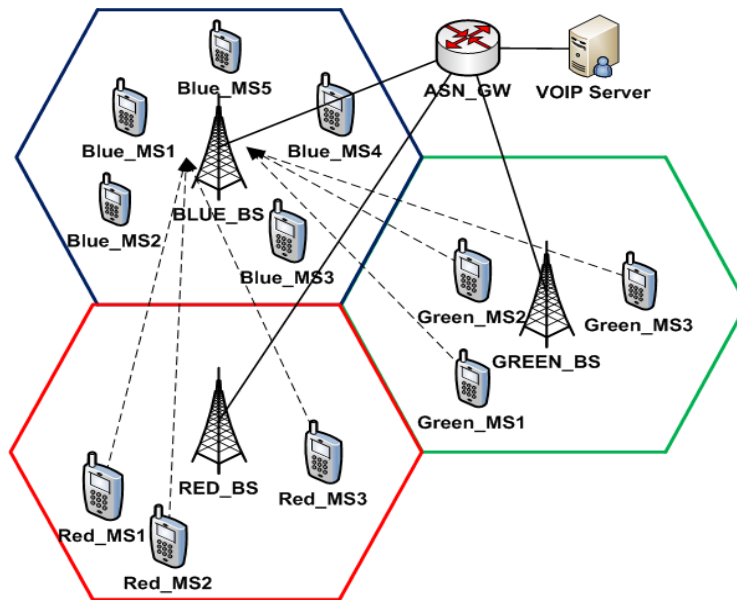 Blue_MS5
ASN_GW
VOIP Server
Blue_MS1
Blue_MS4
BLUE_BS
Blue_MS2
Blue_MS3
Green_MS2
Green_MS3
GREEN_BS
Green_MS1
RED_BS
Red_MS3
Red_MS1
Red_MS2